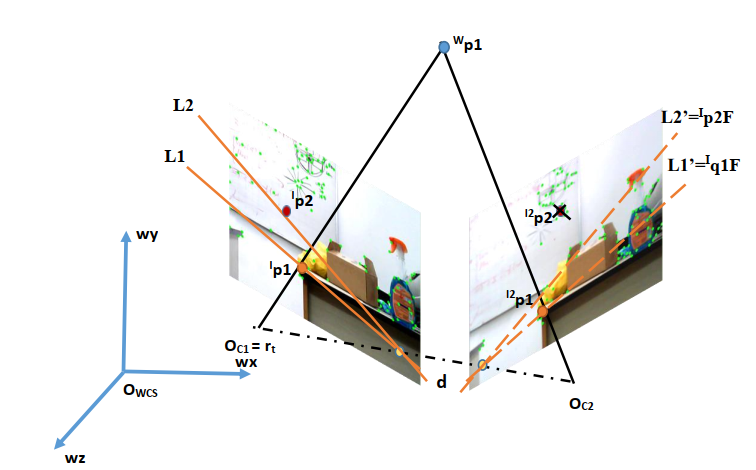 Wp1
L2
L2’=Ip2F
L1
L1’=Iq1F
Ip2
I2p2
wy
Ip1
I2p1
OC1 = rt
wx
d
OWCS
OC2
wz